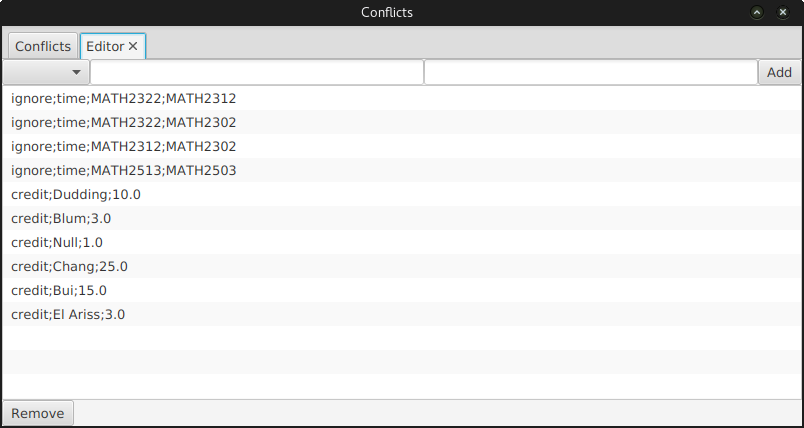 Conflicts
Conflicts Editor
Add
ignore;time;MATH2322;MATH2312
ignore;time;MATH2322;MATH2302
ignore;time;MATH2312;MATH2302
ignore;time;MATH2513;MATH2503
credit;Dudding;10.0
credit;Blum;3.0
credit;Null;1.0
credit;Chang;25.0
credit;Bui;15.0
credit;El Ariss;3.0
Remove